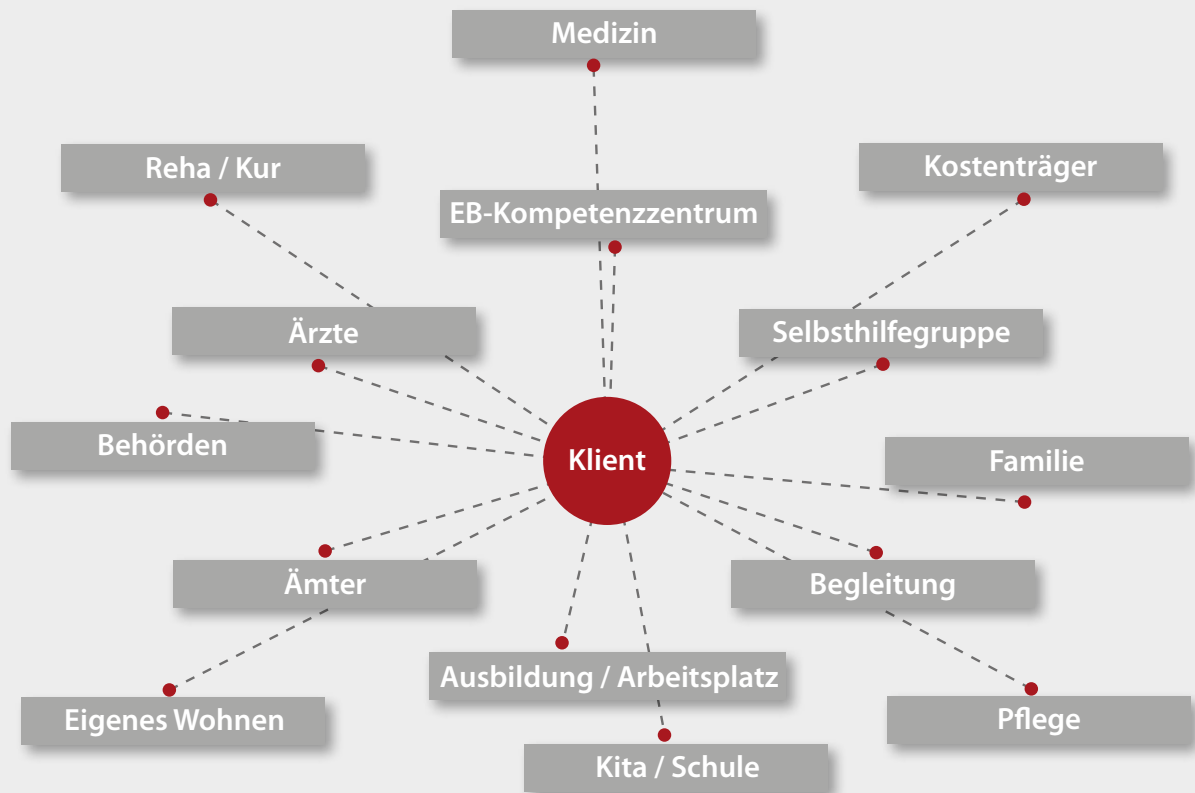 Medizin
Reha / Kur
Kostenträger
EB-Kompetenzzentrum
Ärzte
Selbsthilfegruppe
Behörden
Klient
Familie
Ämter
Begleitung
Ausbildung / Arbeitsplatz
Eigenes Wohnen
Pflege
Kita / Schule